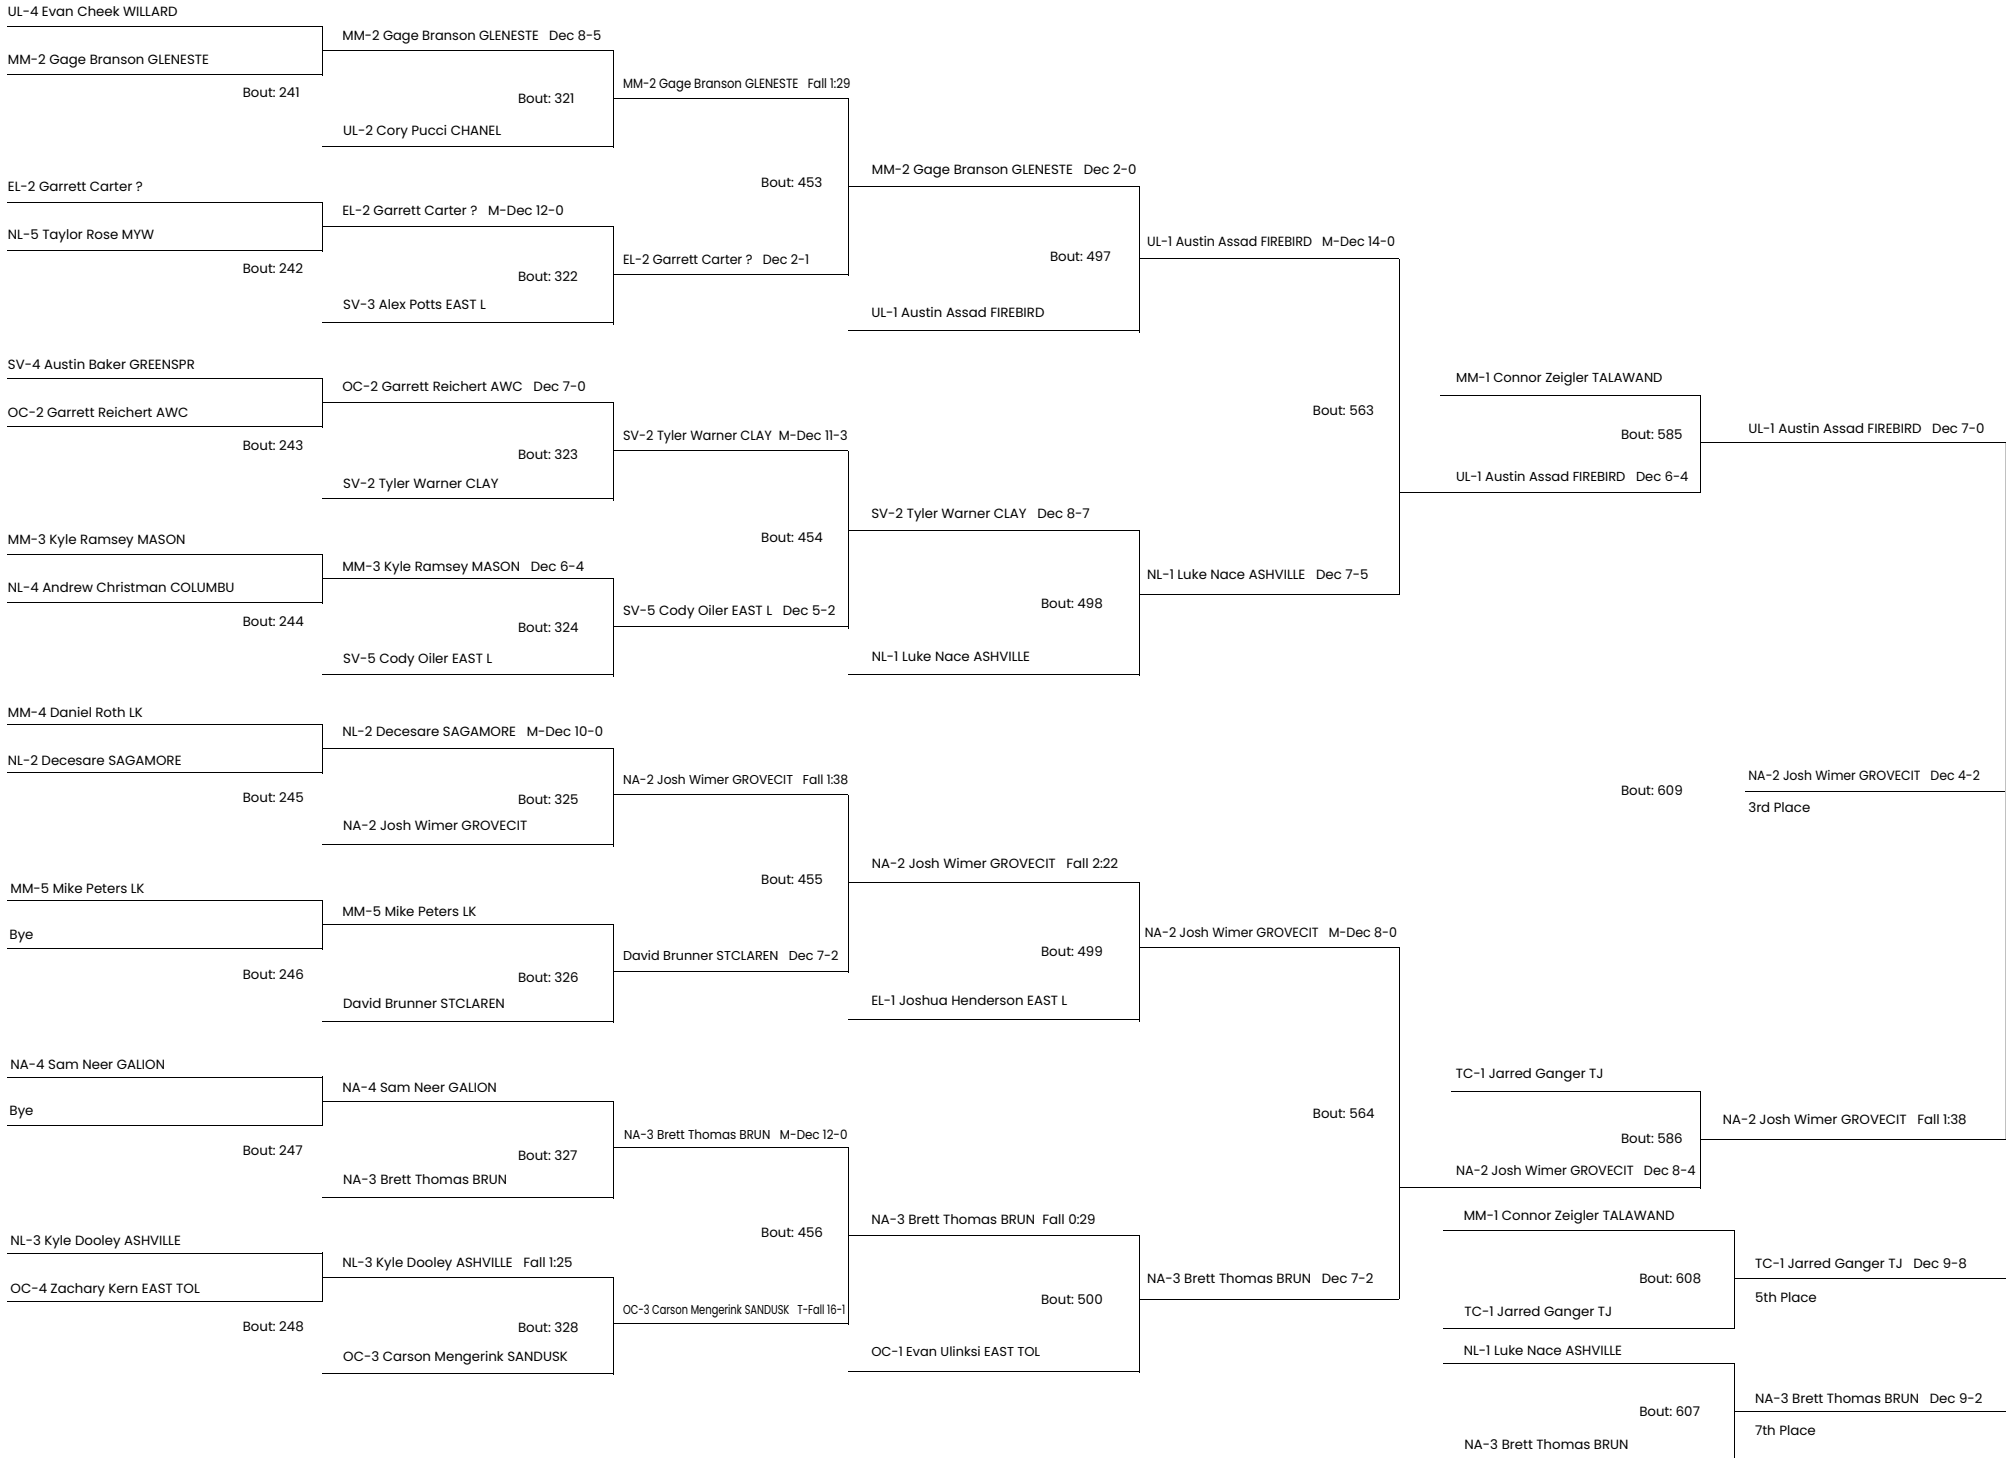 UL-4 Evan Cheek WILLARD
MM-2 Gage Branson GLENESTE
Bout: 241
EL-2 Garrett Carter ?
NL-5 Taylor Rose MYW
Bout: 242
SV-4 Austin Baker GREENSPR
OC-2 Garrett Reichert AWC
Bout: 243
MM-3 Kyle Ramsey MASON
NL-4 Andrew Christman COLUMBU
Bout: 244
MM-4 Daniel Roth LK
NL-2 Decesare SAGAMORE
Bout: 245
MM-5 Mike Peters LK
Bye
Bout: 246
NA-4 Sam Neer GALION
Bye
Bout: 247
NL-3 Kyle Dooley ASHVILLE
OC-4 Zachary Kern EAST TOL
Bout: 248
MM-2 Gage Branson GLENESTE Dec 8-5
Bout: 321
UL-2 Cory Pucci CHANEL
EL-2 Garrett Carter ? M-Dec 12-0
Bout: 322
SV-3 Alex Potts EAST L
OC-2 Garrett Reichert AWC Dec 7-0
Bout: 323
SV-2 Tyler Warner CLAY
MM-3 Kyle Ramsey MASON Dec 6-4
Bout: 324
SV-5 Cody Oiler EAST L
NL-2 Decesare SAGAMORE M-Dec 10-0
Bout: 325
NA-2 Josh Wimer GROVECIT
MM-5 Mike Peters LK
Bout: 326
David Brunner STCLAREN
NA-4 Sam Neer GALION
Bout: 327
NA-3 Brett Thomas BRUN
NL-3 Kyle Dooley ASHVILLE Fall 1:25
Bout: 328
OC-3 Carson Mengerink SANDUSK
MM-2 Gage Branson GLENESTE Fall 1:29
Bout: 453
EL-2 Garrett Carter ? Dec 2-1
SV-2 Tyler Warner CLAY M-Dec 11-3
Bout: 454
SV-5 Cody Oiler EAST L Dec 5-2
NA-2 Josh Wimer GROVECIT Fall 1:38
Bout: 455
David Brunner STCLAREN Dec 7-2
NA-3 Brett Thomas BRUN M-Dec 12-0
Bout: 456
OC-3 Carson Mengerink SANDUSK T-Fall 16-1
MM-2 Gage Branson GLENESTE Dec 2-0
Bout: 497
UL-1 Austin Assad FIREBIRD
SV-2 Tyler Warner CLAY Dec 8-7
Bout: 498
NL-1 Luke Nace ASHVILLE
NA-2 Josh Wimer GROVECIT Fall 2:22
Bout: 499
EL-1 Joshua Henderson EAST L
NA-3 Brett Thomas BRUN Fall 0:29
Bout: 500
OC-1 Evan Ulinksi EAST TOL
UL-1 Austin Assad FIREBIRD M-Dec 14-0
Bout: 563
NL-1 Luke Nace ASHVILLE Dec 7-5
NA-2 Josh Wimer GROVECIT M-Dec 8-0
Bout: 564
NA-3 Brett Thomas BRUN Dec 7-2
MM-1 Connor Zeigler TALAWAND
Bout: 585
UL-1 Austin Assad FIREBIRD Dec 6-4
UL-1 Austin Assad FIREBIRD Dec 7-0
Bout: 609
NA-2 Josh Wimer GROVECIT Dec 4-2
3rd Place
TC-1 Jarred Ganger TJ
Bout: 586
NA-2 Josh Wimer GROVECIT Dec 8-4
NA-2 Josh Wimer GROVECIT Fall 1:38
MM-1 Connor Zeigler TALAWAND
Bout: 608
TC-1 Jarred Ganger TJ
TC-1 Jarred Ganger TJ Dec 9-8
5th Place
NL-1 Luke Nace ASHVILLE
Bout: 607
NA-3 Brett Thomas BRUN
NA-3 Brett Thomas BRUN Dec 9-2
7th Place